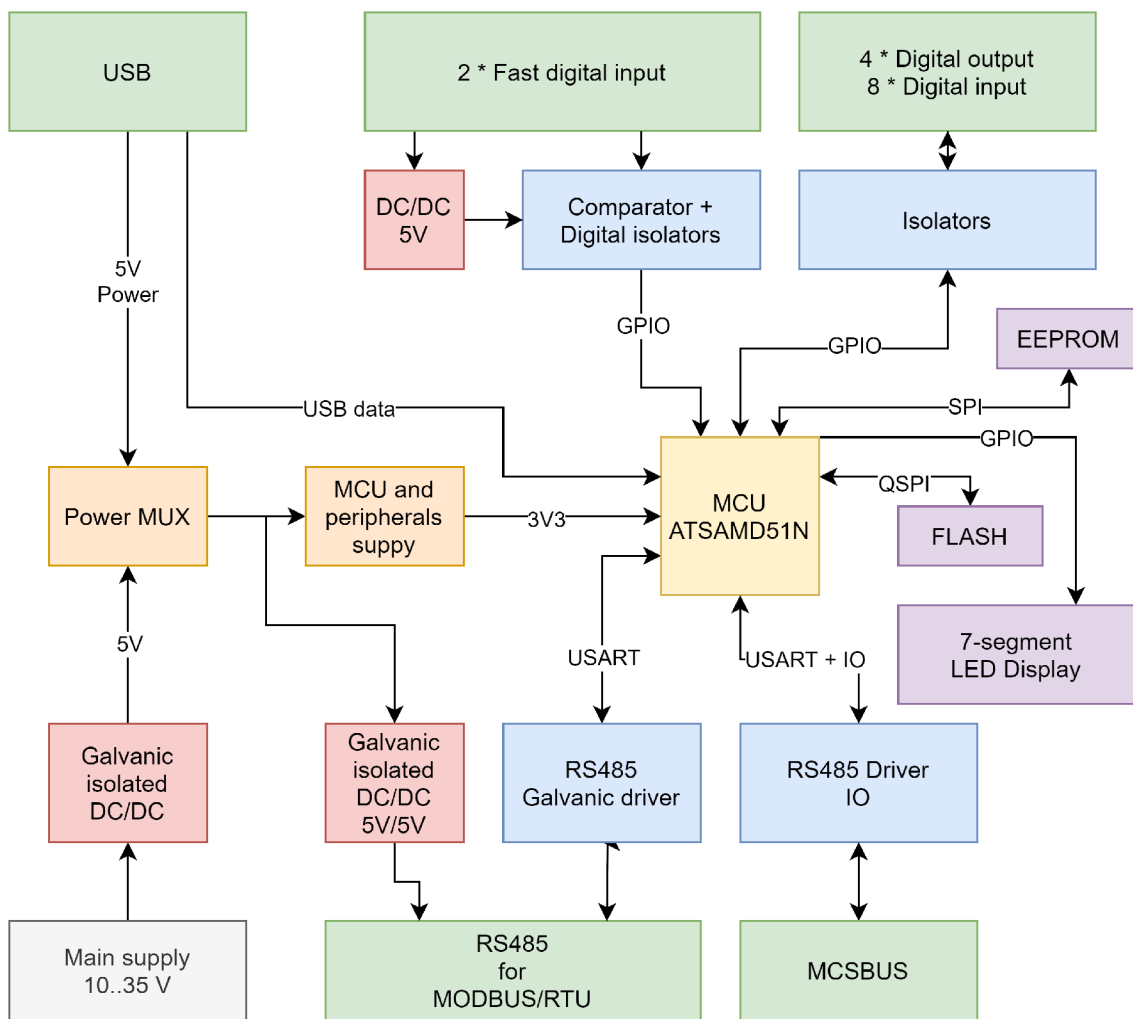 USB
2 * Fast digital input
4 * Digital output
8 * Digital input
DC/DC
5V
Comparator +
Digital isolators
Isolators
5V
Power
GPIO
GPIO
EEPROM
USB data
SPI
GPIO
Power MUX
MCU and
peripherals
suppy
3V3
MCU
ATSAMD51N
QSPI
FLASH
5V
USART
USART + IO
7-segment
LED Display
Galvanic
isolated
DC/DC
Galvanic
isolated
DC/DC
5V/5V
RS485
Galvanic driver
RS485 Driver
IO
Main supply
10..35 V
RS485
for
MODBUS/RTU
MCSBUS